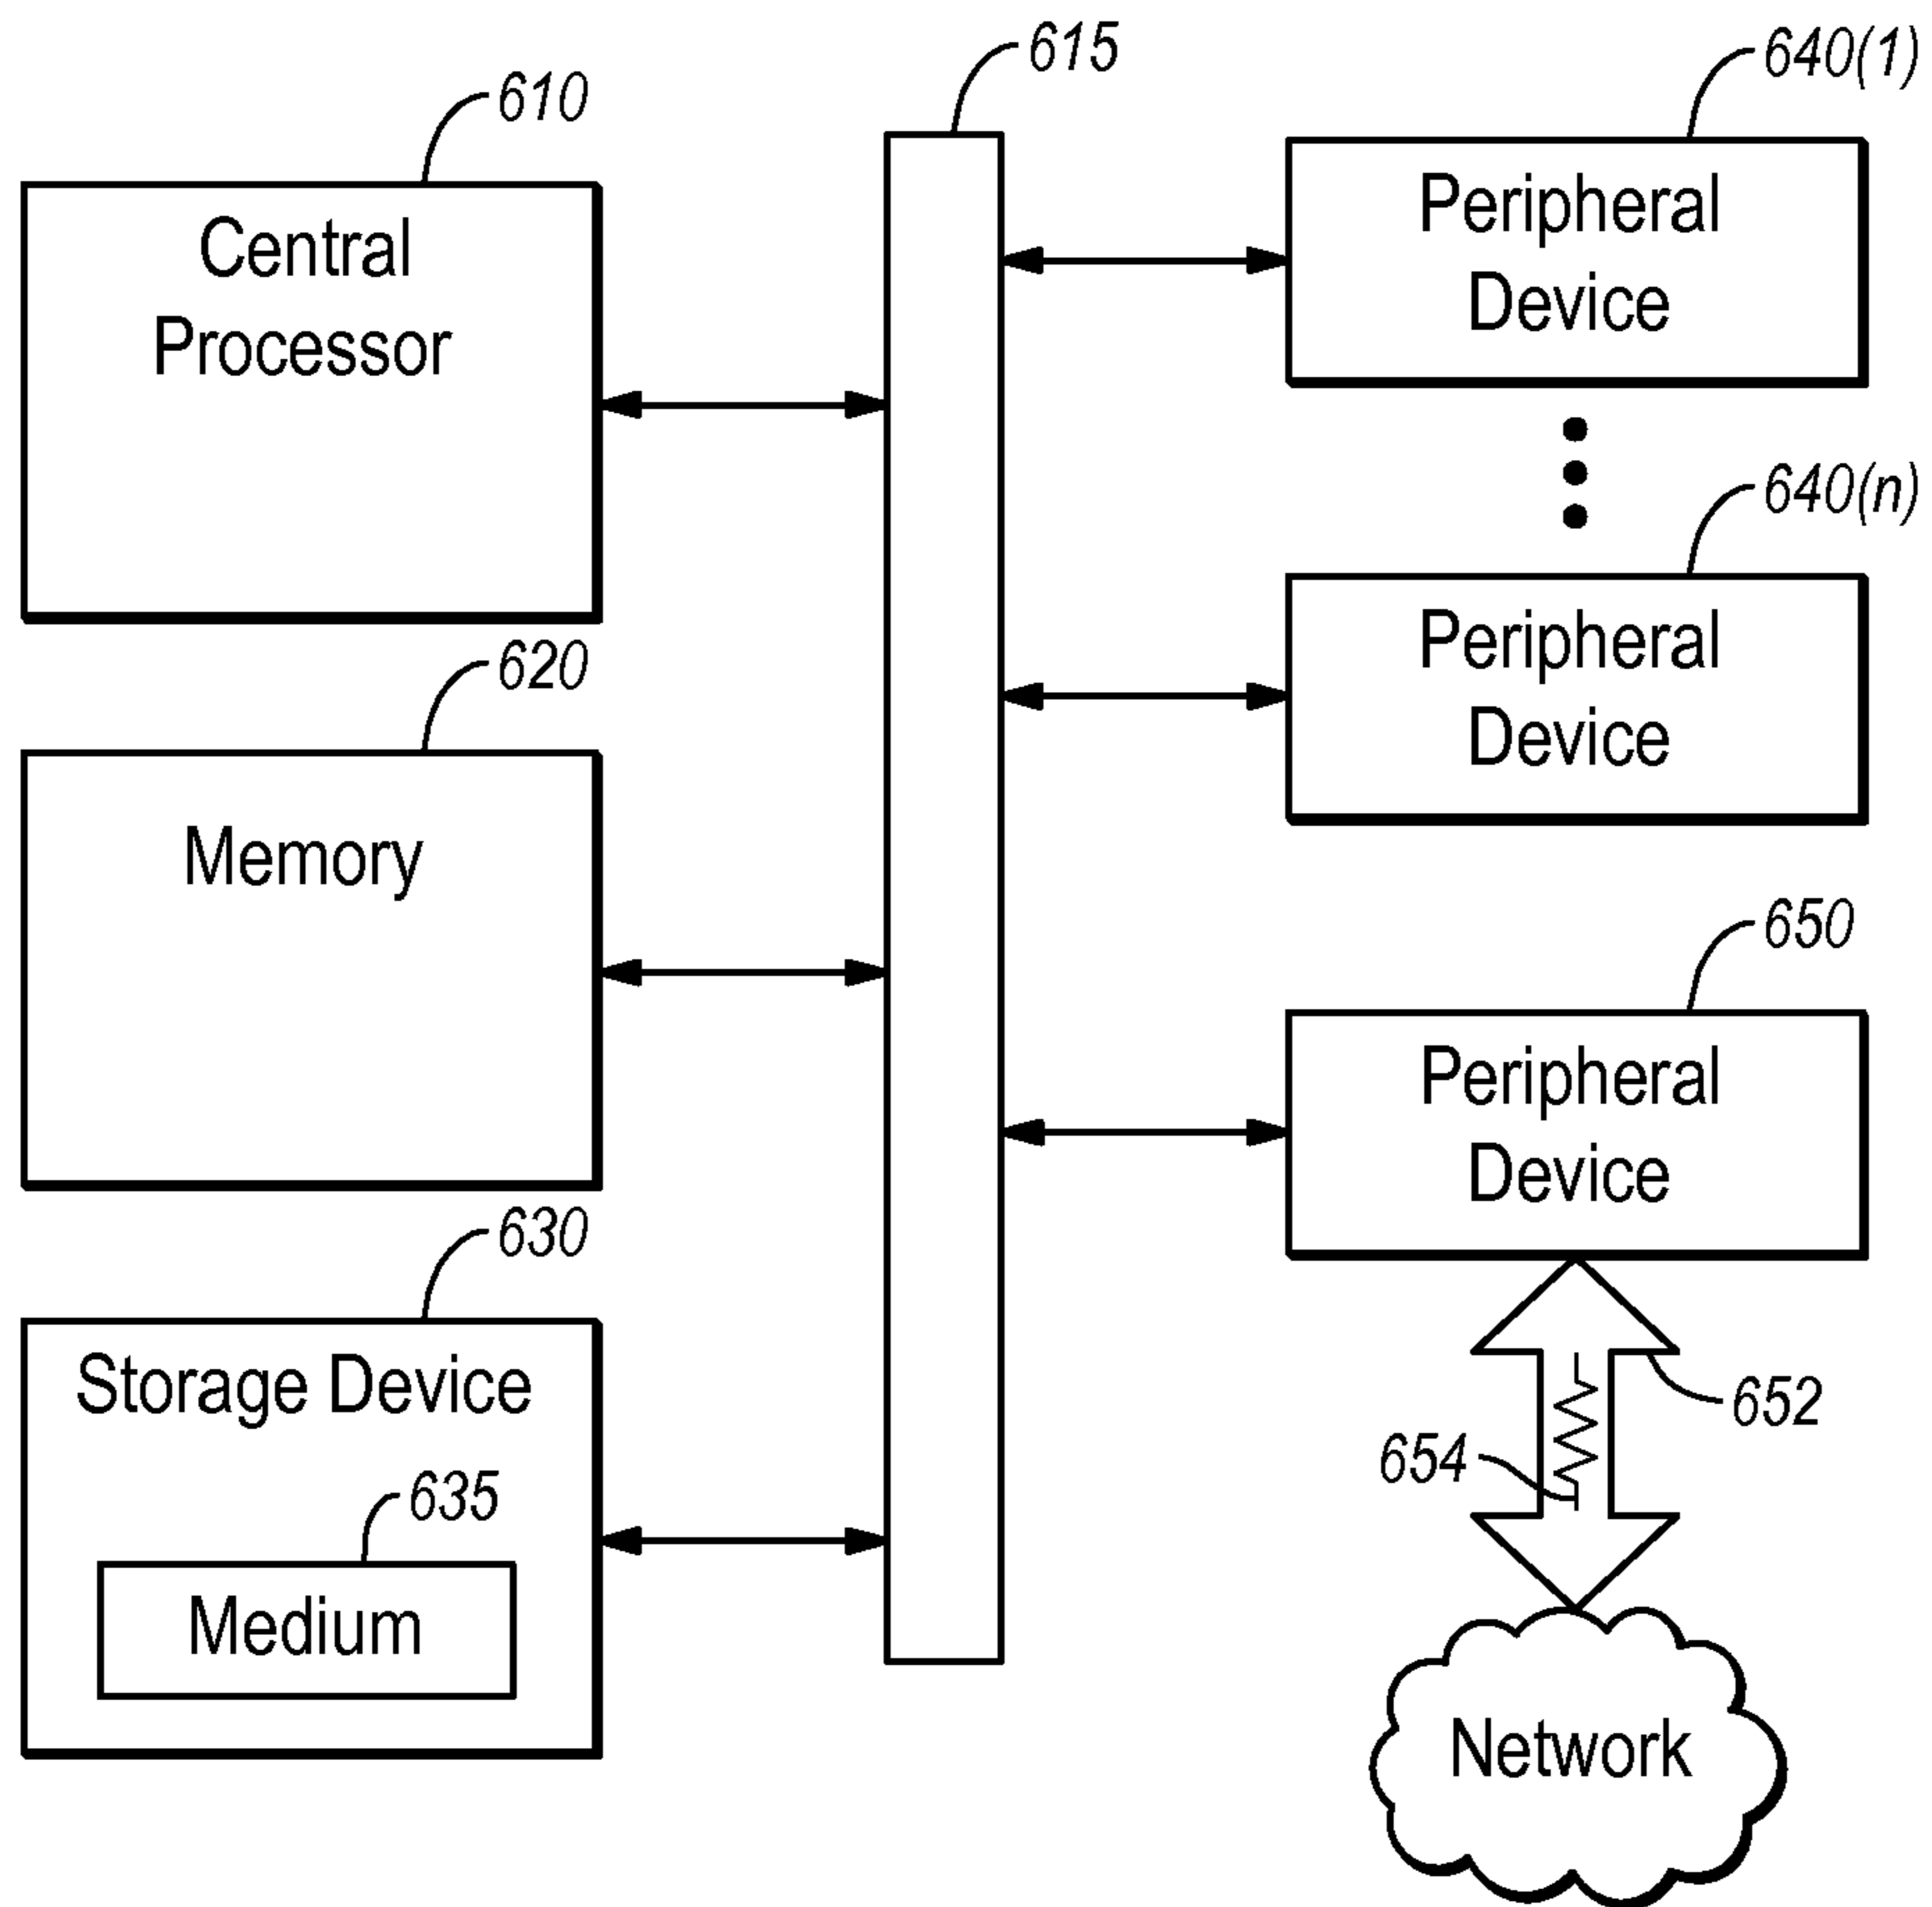 615
640(1)
610
Central
Processor
Peripheral
Device
640(n)
620
Peripheral
Device
Memory
650
Peripheral
Device
630
Storage Device
652
654
635
Medium
Network